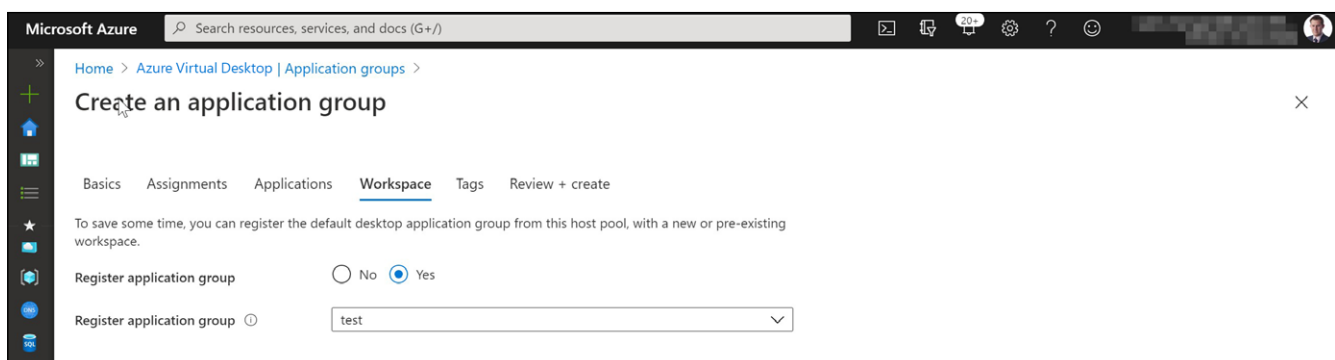 Microsoft Azure
Search resources, services, and docs (G+/)
20+
Home > Azure Virtual Desktop | Application groups >
Create an application group
Basics Assignments Applications Workspace Tags Review + create
To save some time, you can register the default desktop application group from this host pool, with a new or pre-existing
workspace.
Register application group No Yes
Register application group test
SQL